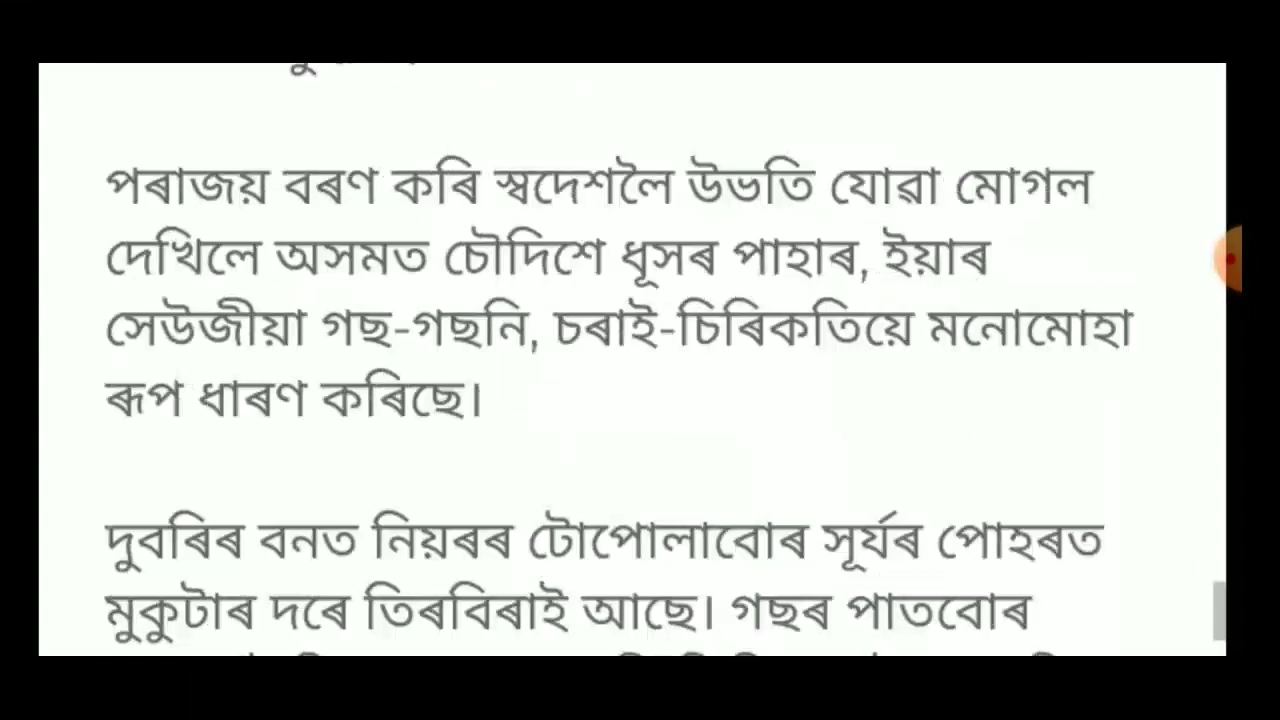 পৰাজয় বৰণ কৰি স্বদেশলৈ উভতি যোৱা মোগল
দেখিলে অসমত চৌদিশে ধূসৰ পাহাৰ, ইয়াৰ
সেউজীয়া গছ-গছনি, চৰাই-চিৰিকতিয়ে মনোমোহা
ৰূপ ধাৰণ কৰিছে।
দুবৰিৰ বনত নিয়ৰৰ টোপোলাবোৰ সূৰ্যৰ পোহৰত
মুকুটাৰ দৰে তিৰবিৰাই আছে। গছৰ পাতবোৰ